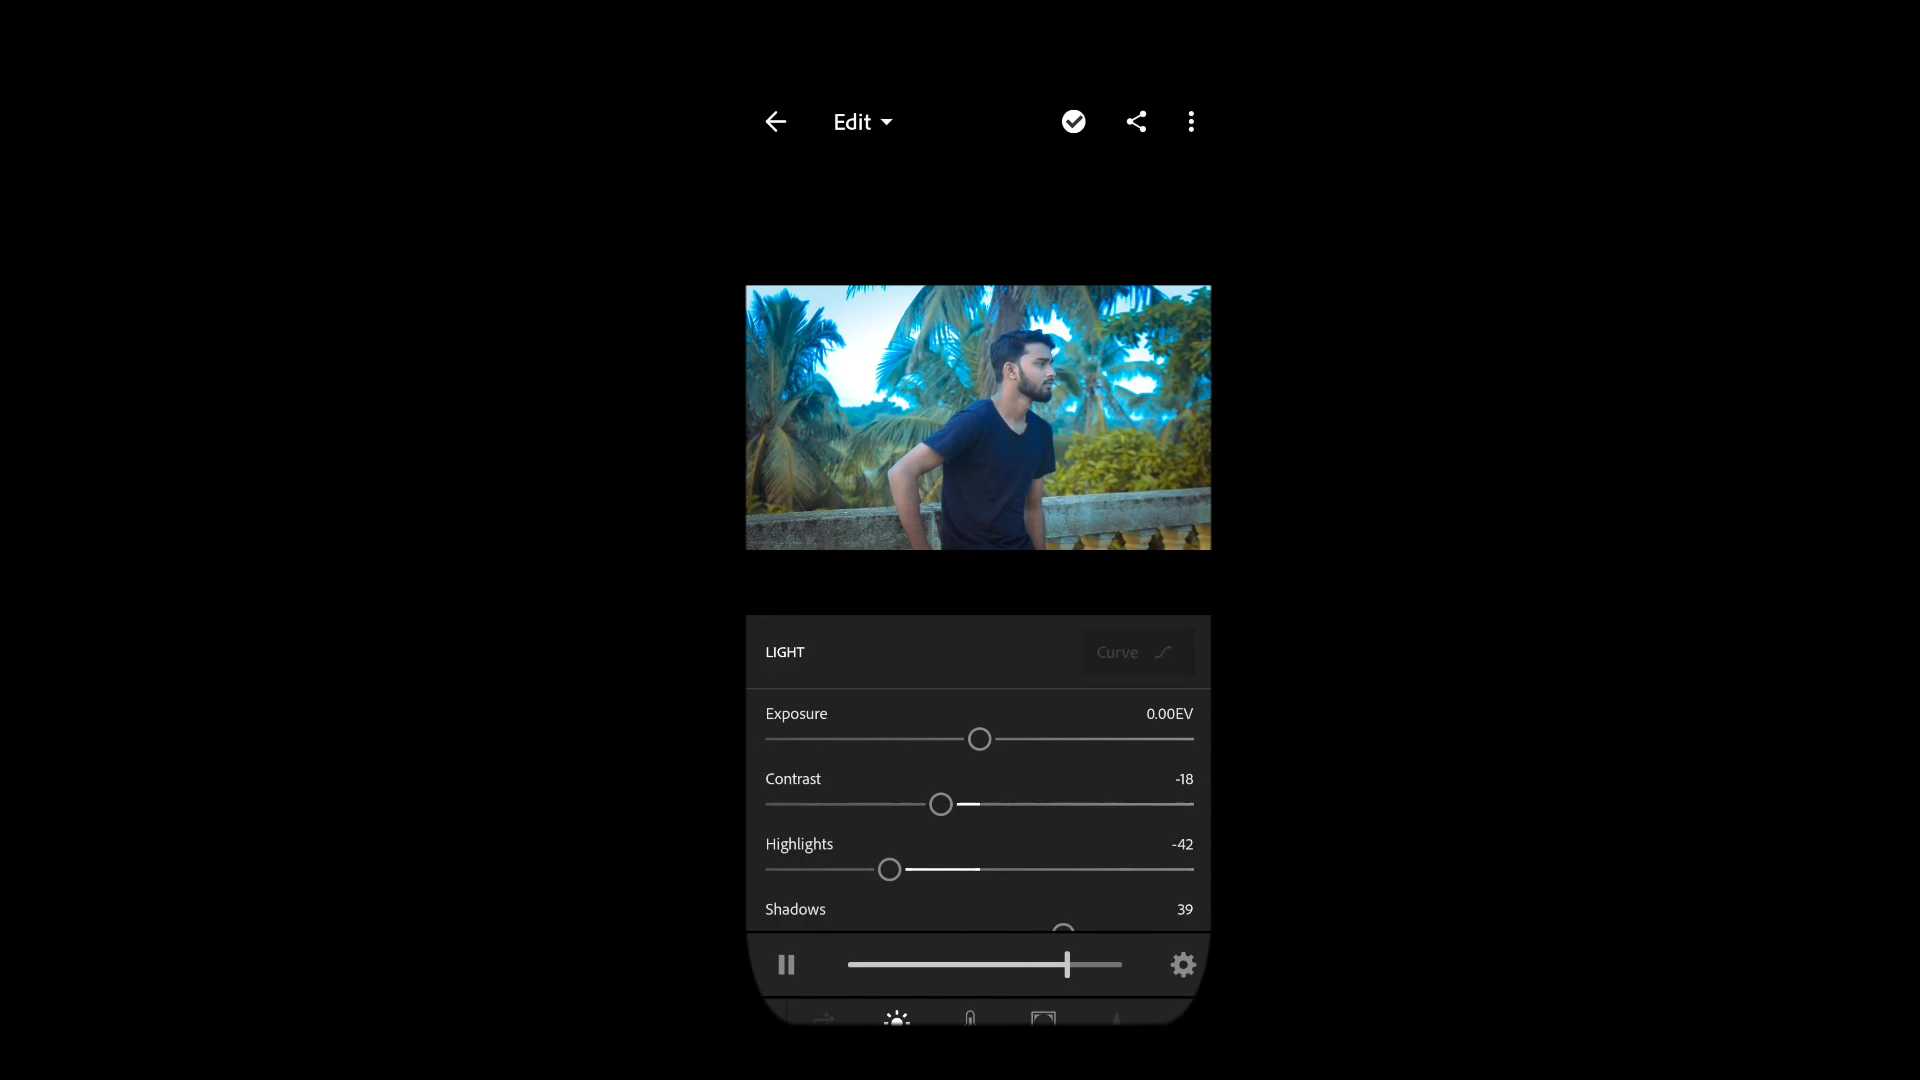 Edit
LIGHT
Curve
Exposure 0.00EV
Contrast -18
Highlights -42
Shadows 39